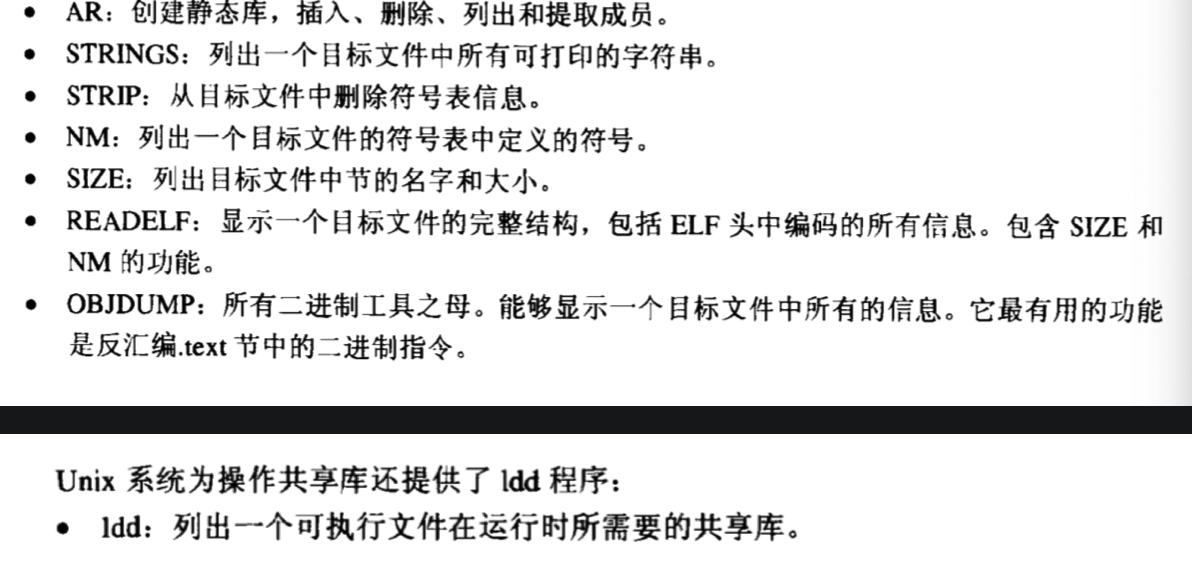 • AR：创建静态库，插入、删除、列出和提取成员。
• STRINGS：列出一个目标文件中所有可打印的字符串。
• STRIP：从目标文件中删除符号表信息。
• NM：列出一个目标文件的符号表中定义的符号。
• SIZE：列出目标文件中节的名字和大小。
• READELF：显示一个目标文件的完整结构，包括 ELF 头中编码的所有信息。包含 SIZE 和
NM 的功能。
• OBJDUMP：所有二进制工具之母。能够显示一个目标文件中所有的信息。它最有用的功能
是反汇编.text 节中的二进制指令。
Unix 系统为操作共享库还提供了 ldd 程序：
• ldd：列出一个可执行文件在运行时所需要的共享库。